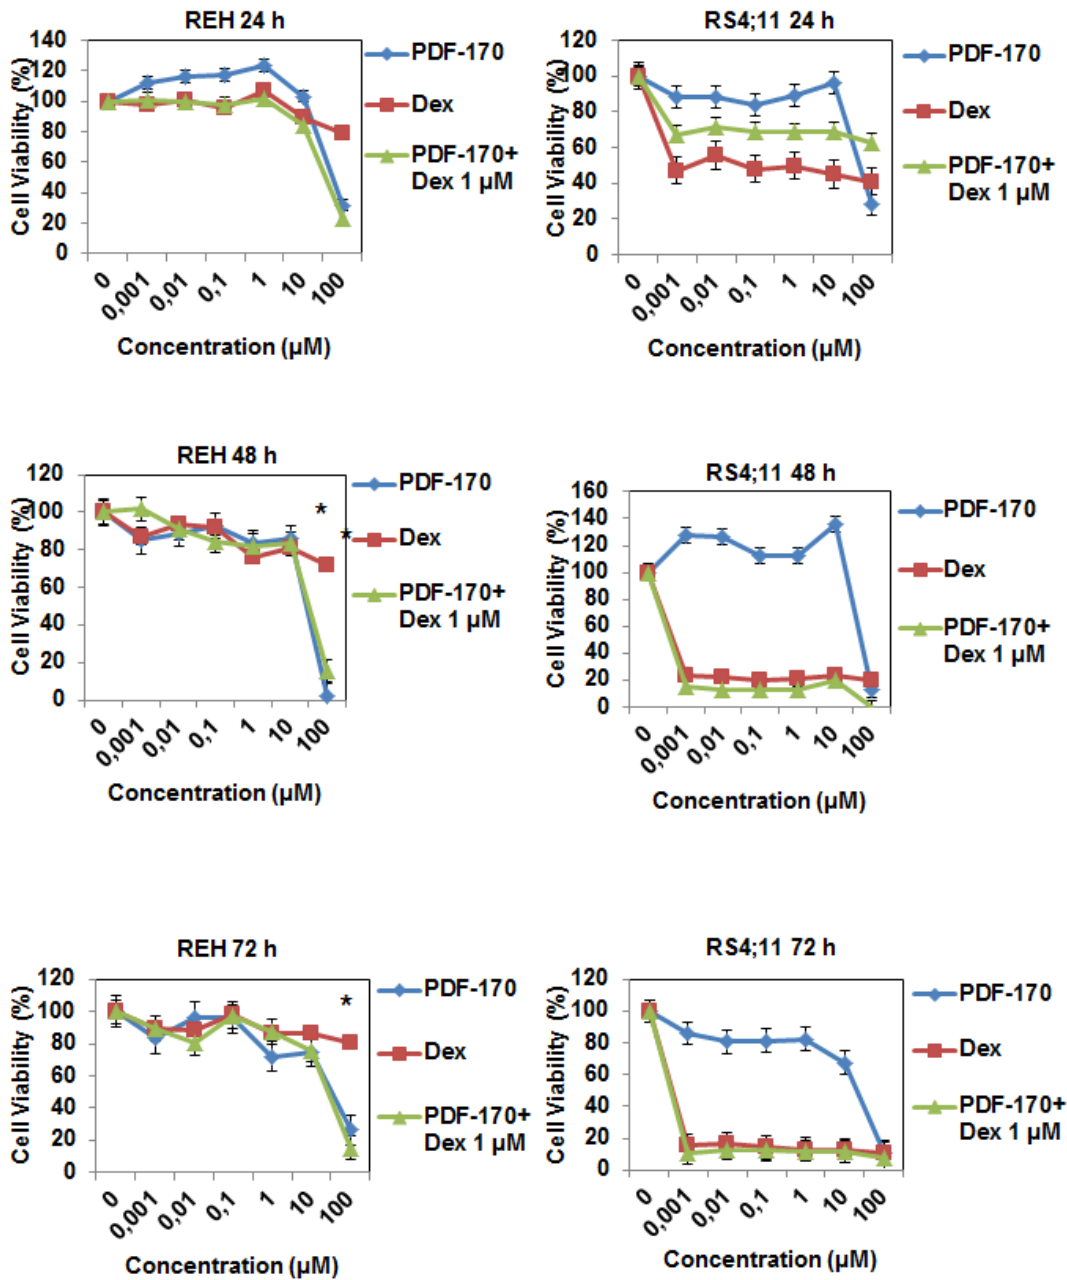 REH 24 h
Cell Viability (%)
140
120
100
80
60
40
20
0
0
0,001
0,01
0,1
1
10
100
Concentration (µM)
PDF-170
Dex
PDF-170+
Dex 1 µM
RS4;11 24 h
Cell Viability (%)
120
100
80
60
40
20
0
0
0,001
0,01
0,1
1
10
100
Concentration (µM)
PDF-170
Dex
PDF-170+
Dex 1 µM
REH 48 h
Cell Viability (%)
120
100
80
60
40
20
0
0
0,001
0,01
0,1
1
10
100
Concentration (µM)
*
*
PDF-170
Dex
PDF-170+
Dex 1 µM
RS4;11 48 h
Cell Viability (%)
160
140
120
100
80
60
40
20
0
0
0,001
0,01
0,1
1
10
100
Concentration (µM)
PDF-170
Dex
PDF-170+
Dex 1 µM
REH 72 h
Cell Viability (%)
120
100
80
60
40
20
0
0
0,001
0,01
0,1
1
10
100
Concentration (µM)
*
PDF-170
Dex
PDF-170+
Dex 1 µM
RS4;11 72 h
Cell Viability (%)
120
100
80
60
40
20
0
0
0,001
0,01
0,1
1
10
100
Concentration (µM)
PDF-170
Dex
PDF-170+
Dex 1 µM